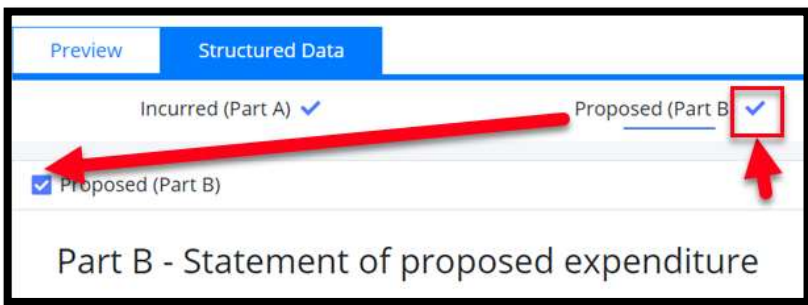 Preview Structured Data
Incurred (Part A) Proposed (Part B
Proposed (Part B)
Part B - Statement of proposed expenditure